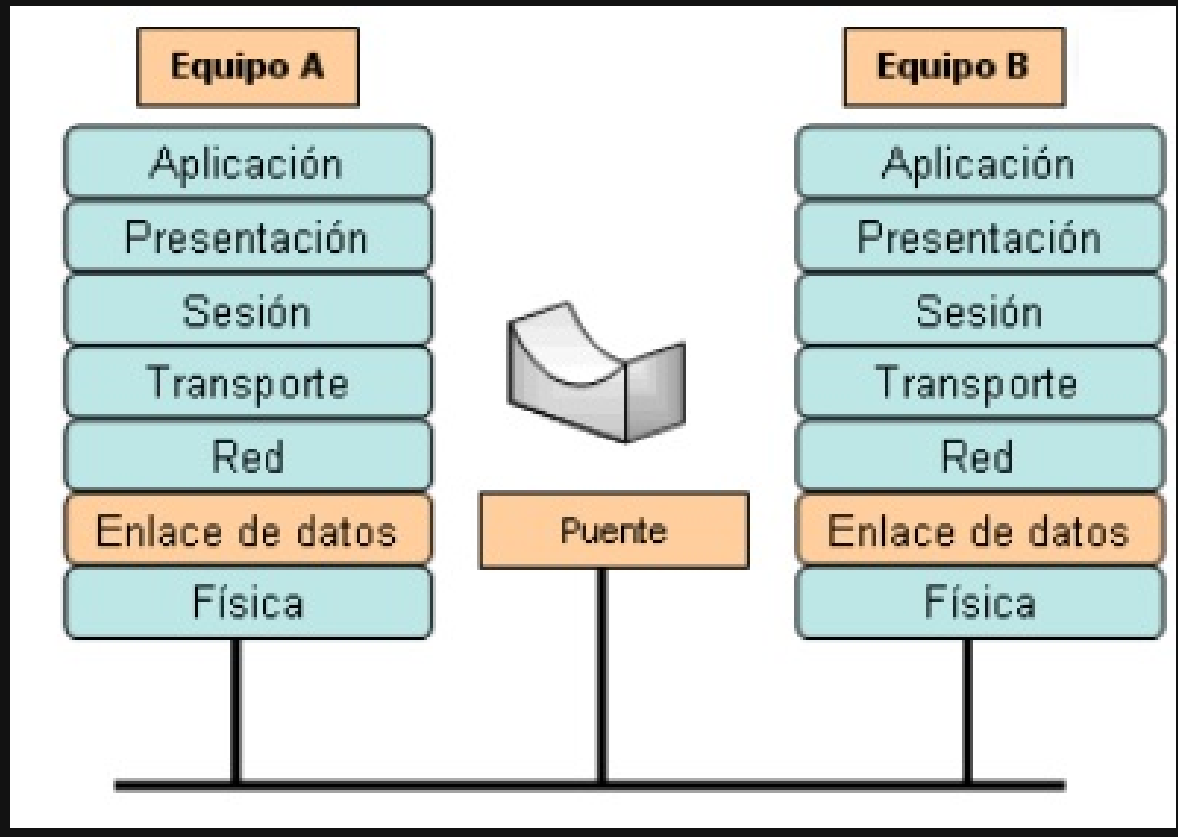 Equipo A
Equipo B
Aplicación
Presentación
Sesión
Transporte
Red
Enlace de datos
Física
Puente
Aplicación
Presentación
Sesión
Transporte
Red
Enlace de datos
Física